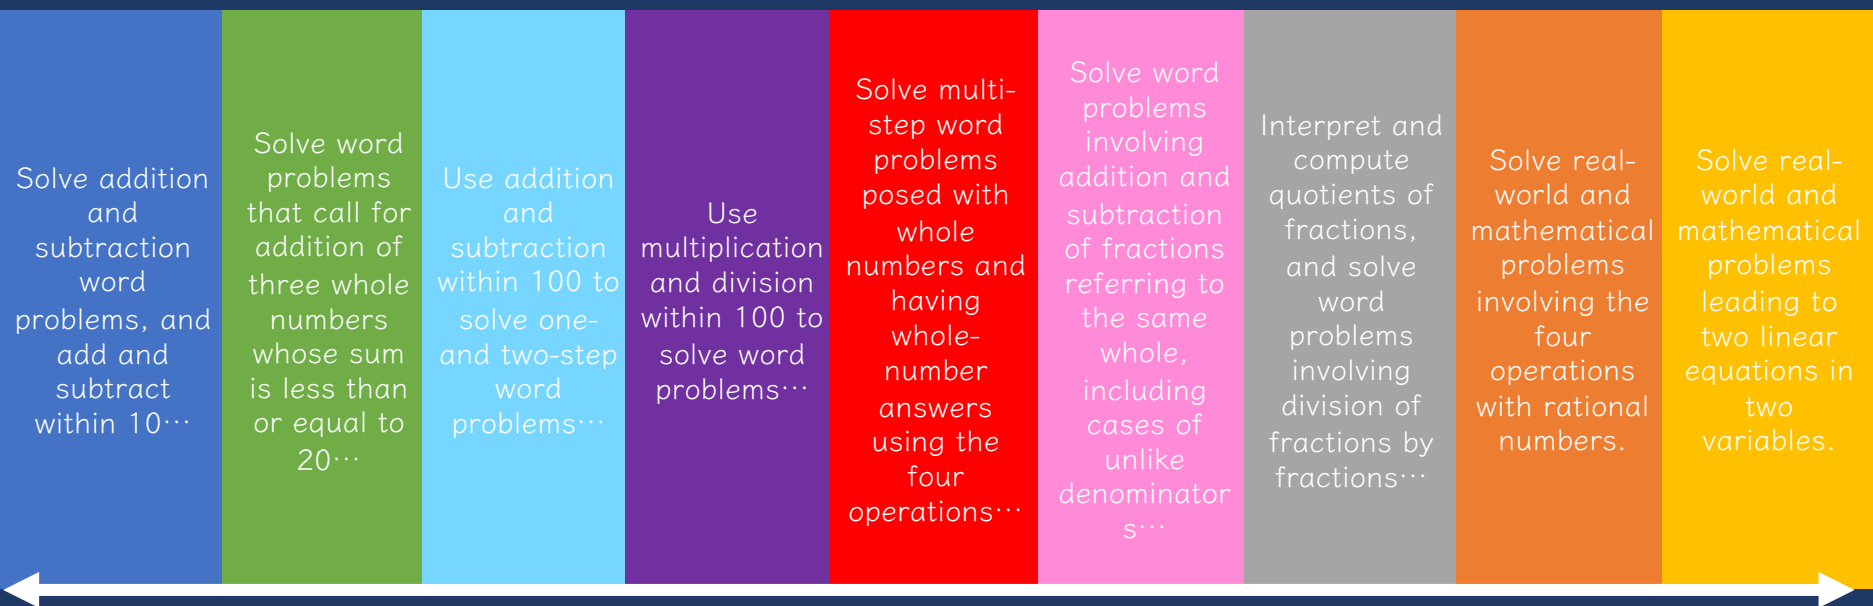 Solve addition
and
subtraction
word
problems, and
add and
subtract
within 10…
Solve word
problems
that call for
addition of
three whole
numbers
whose sum
is less than
or equal to
20…
Use addition
and
subtraction
within 100 to
solve one-
and two-step
word
problems…
Use
multiplication
and division
within 100 to
solve word
problems…
Solve multi-
step word
problems
posed with
whole
numbers and
having
whole-
number
answers
using the
four
operations…
Solve word
problems
involving
addition and
subtraction
of fractions
referring to
the same
whole,
including
cases of
unlike
denominator
s…
Interpret and
compute
quotients of
fractions,
and solve
word
problems
involving
division of
fractions by
fractions…
Solve real-
world and
mathematical
problems
involving the
four
operations
with rational
numbers.
Solve real-
world and
mathematical
problems
leading to
two linear
equations in
two
variables.